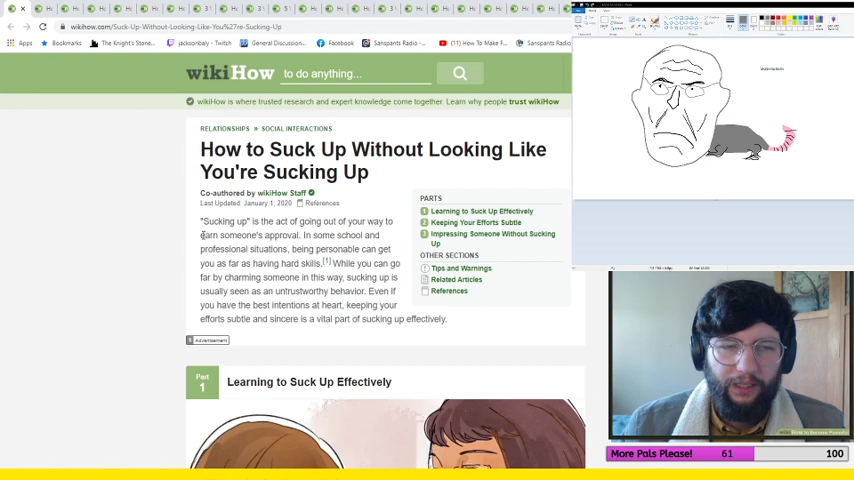 wikihow.com/Suck-Up-Without-Looking-Like-You%27re-Sucking-Up
Apps
Bookmarks
The Knight's Stone...
jacksonbaly - Twitch
Facebook
Sanspants Radio -...
(11) How To Make F...
Sanspants Radio
wikiHow
to do anything...
wikiHow is where trusted research and expert knowledge come together. Learn why people trust wikiHow
RELATIONSHIPS » SOCIAL INTERACTIONS
How to Suck Up Without Looking Like
You're Sucking Up
Co-authored by wikiHow Staff
Last Updated: January 1, 2020
References
"Sucking up" is the act of going out of your way to
earn someone's approval. In some school and
professional situations, being personable can get
you as far as having hard skills.[1] While you can go
far by charming someone in this way, sucking up is
usually seen as an untrustworthy behavior. Even if
you have the best intentions at heart, keeping your
efforts subtle and sincere is a vital part of sucking up effectively.
PARTS
1 Learning to Suck Up Effectively
2 Keeping Your Efforts Subtle
3 Impressing Someone Without Sucking
Up
OTHER SECTIONS
Tips and Warnings
Related Articles
References
Advertisement
Part
1
Learning to Suck Up Effectively
More Pals Please! 61 100